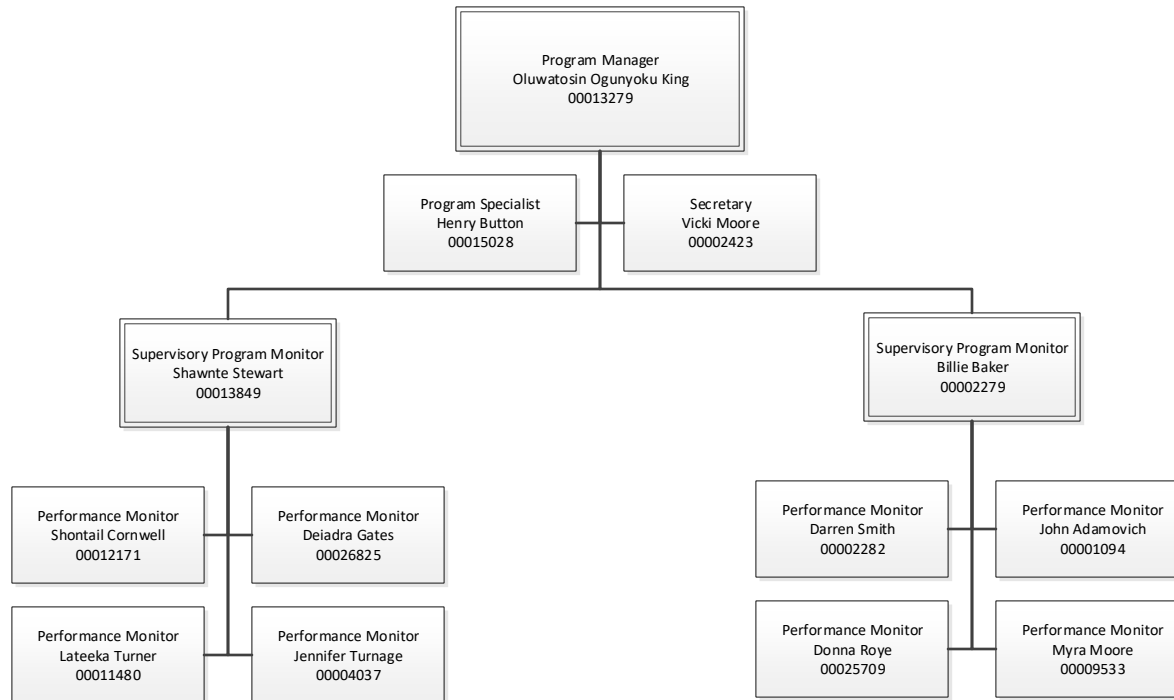 Program Manager
Oluwatosin Ogunyoku King
00013279
Program Specialist
Henry Button
00015028
Secretary
Vicki Moore
00002423
Supervisory Program Monitor
Shawnte Stewart
00013849
Supervisory Program Monitor
Billie Baker
00002279
Performance Monitor
Shontail Cornwell
00012171
Performance Monitor
Deiadra Gates
00026825
Performance Monitor
Lateeka Turner
00011480
Performance Monitor
Jennifer Turnage
00004037
Performance Monitor
Darren Smith
00002282
Performance Monitor
John Adamovich
00001094
Performance Monitor
Donna Roye
00025709
Performance Monitor
Myra Moore
00009533